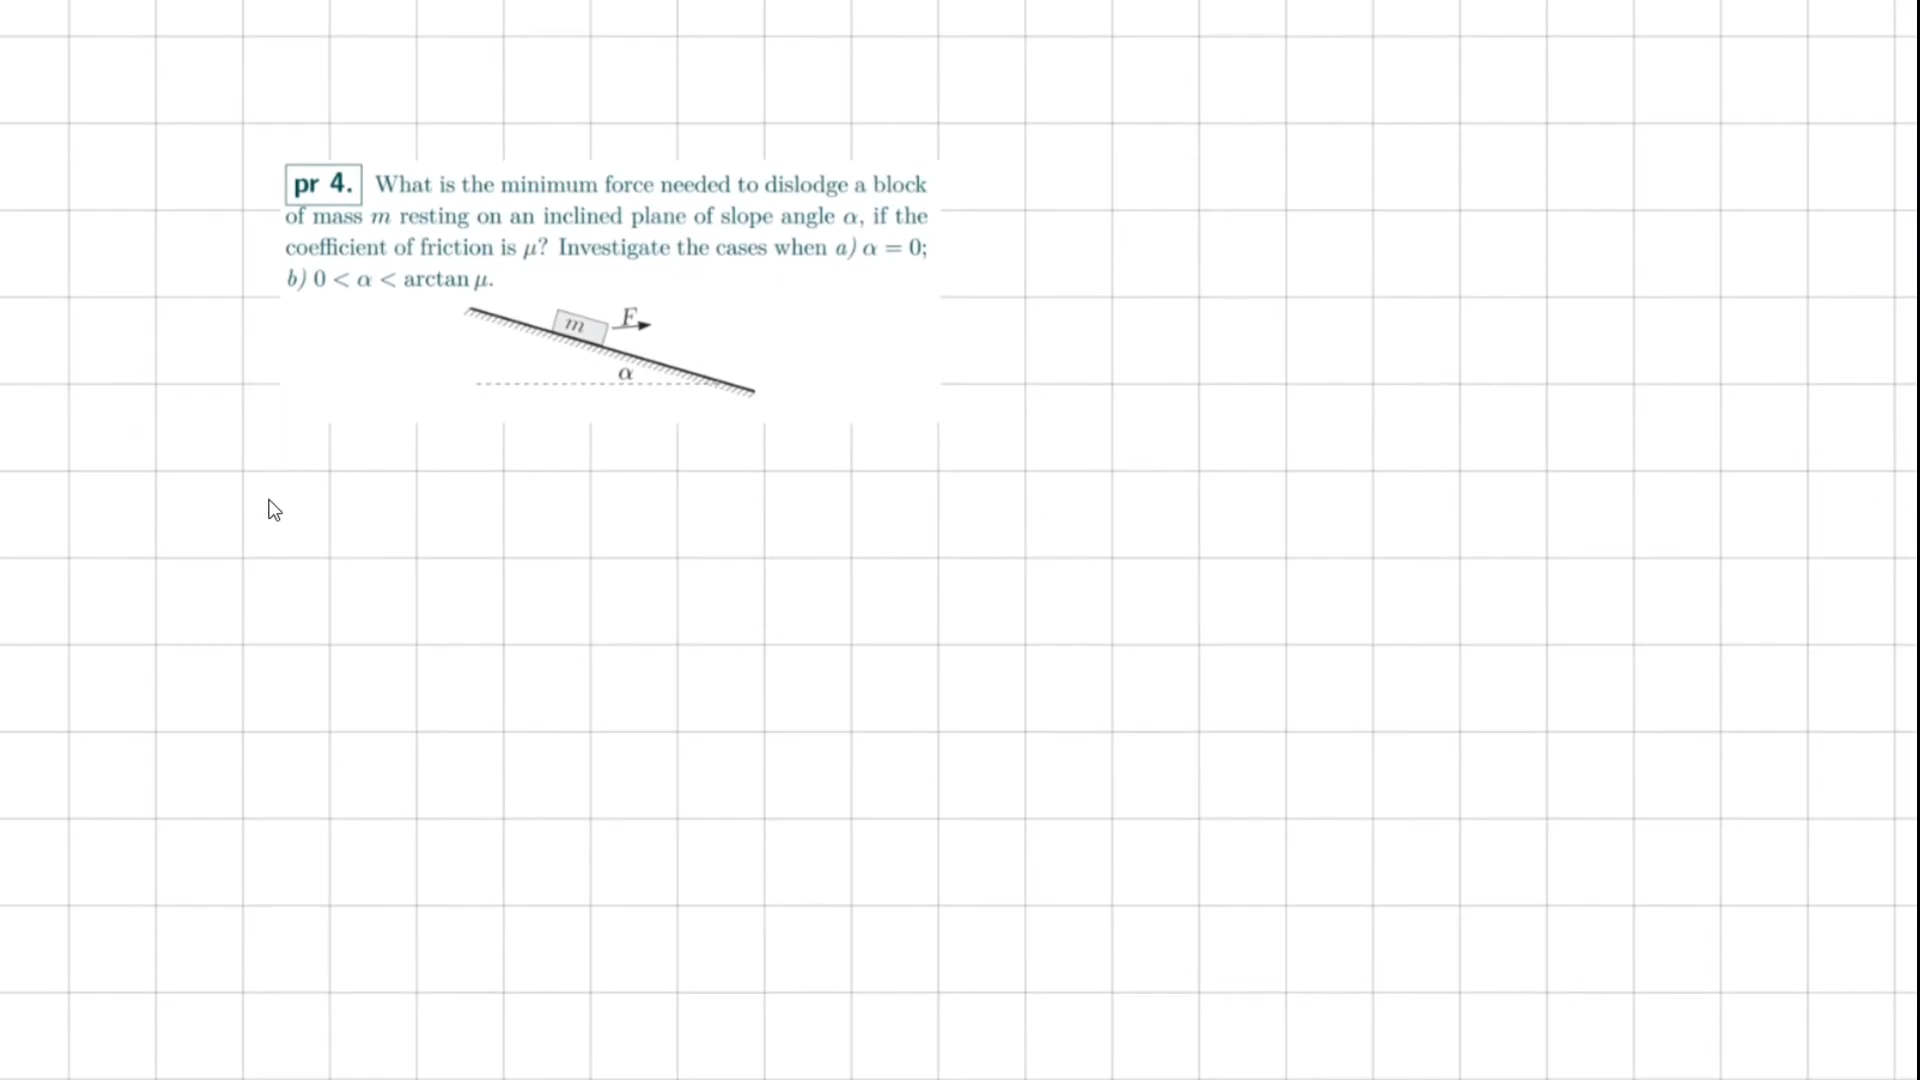 pr 4. What is the minimum force needed to dislodge a block
of mass m resting on an inclined plane of slope angle α, if the
coefficient of friction is μ? Investigate the cases when a) α = 0;
b) 0 < α < arctan μ.
m F
α